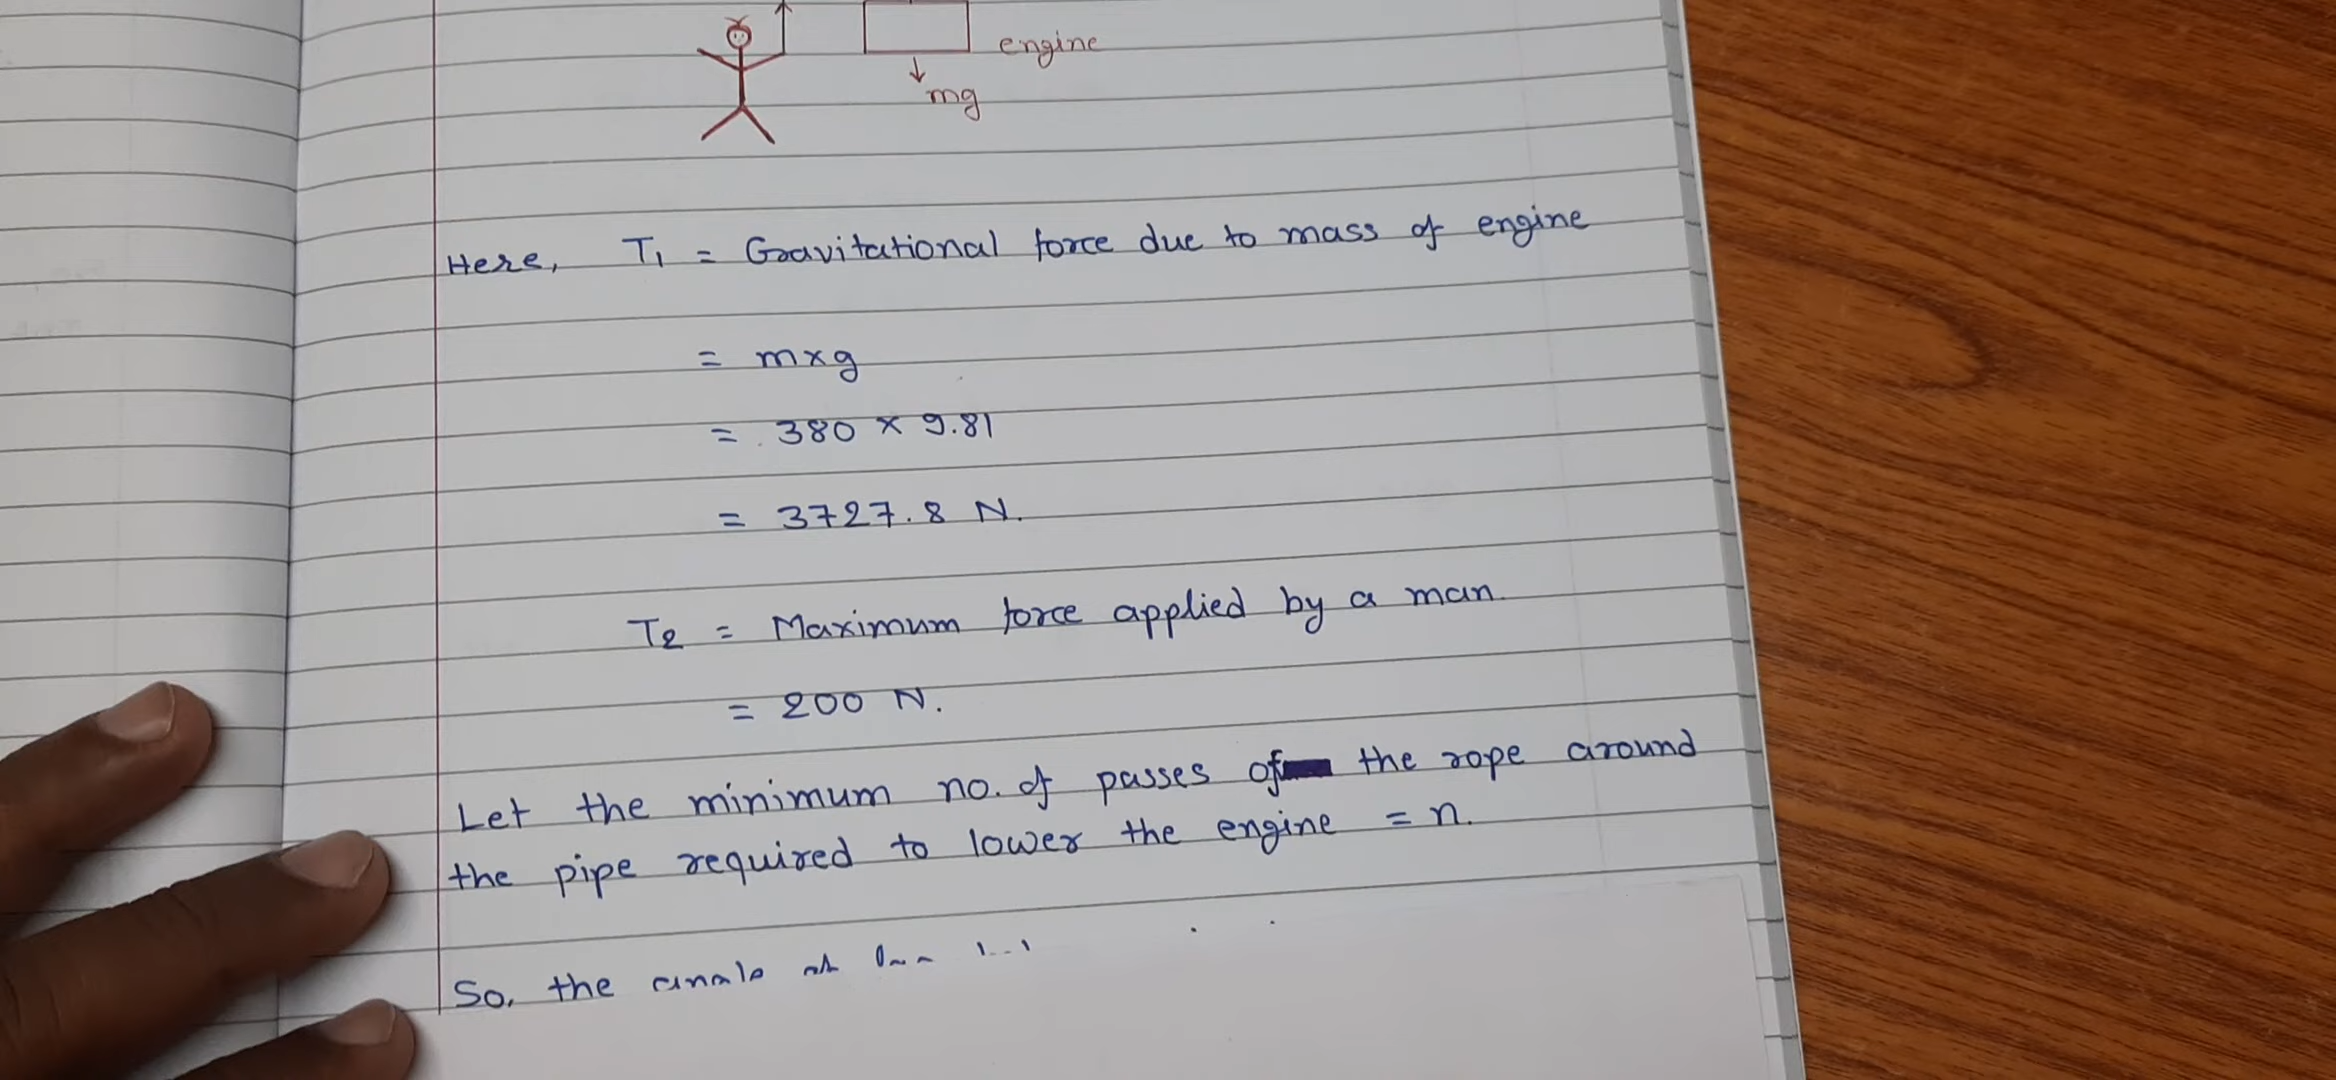 engine
mg
Here, T1 = Gravitational force due to mass of engine
= m×g
= 380 × 9.81
= 3727.8 N.
T2 = Maximum force applied by a man.
= 200 N.
Let the minimum no. of passes of the rope around
the pipe required to lower the engine = n.
So, the